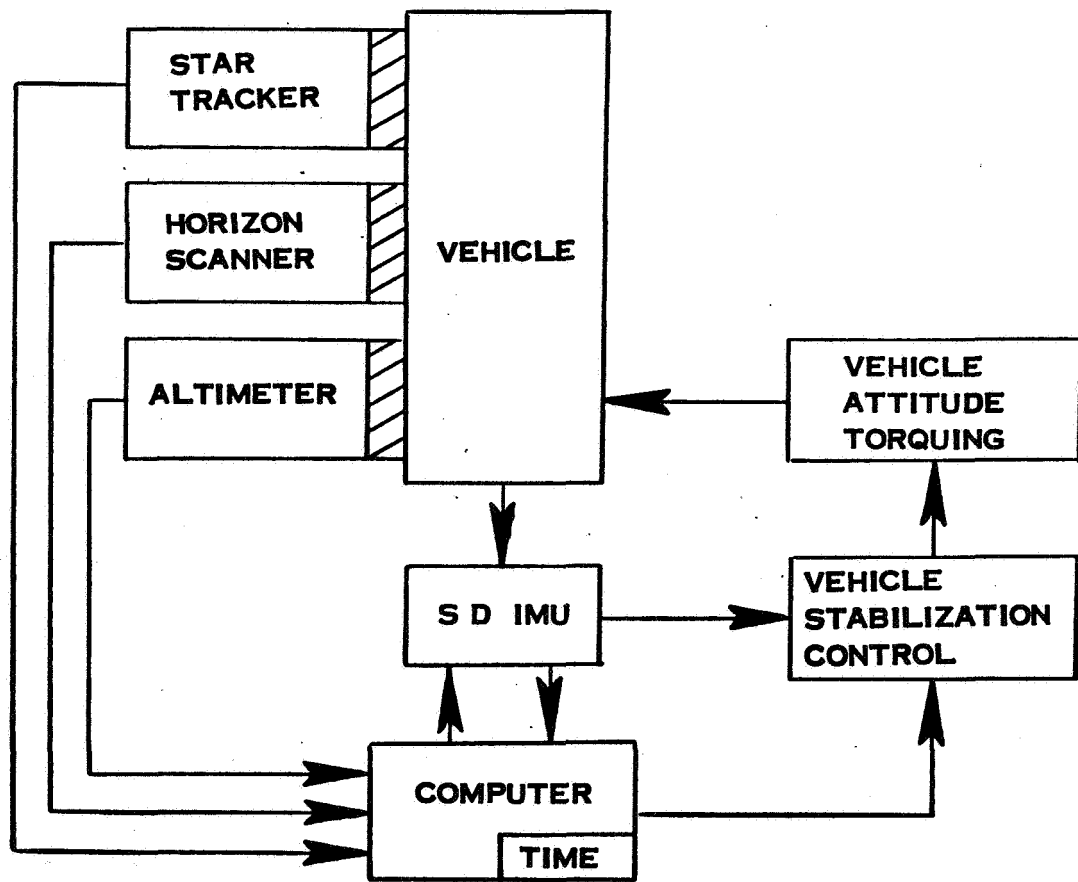 STAR
TRACKER
HORIZON
SCANNER
VEHICLE
ALTIMETER
VEHICLE
ATTITUDE
TORQUING
S D IMU
VEHICLE
STABILIZATION
CONTROL
COMPUTER
TIME